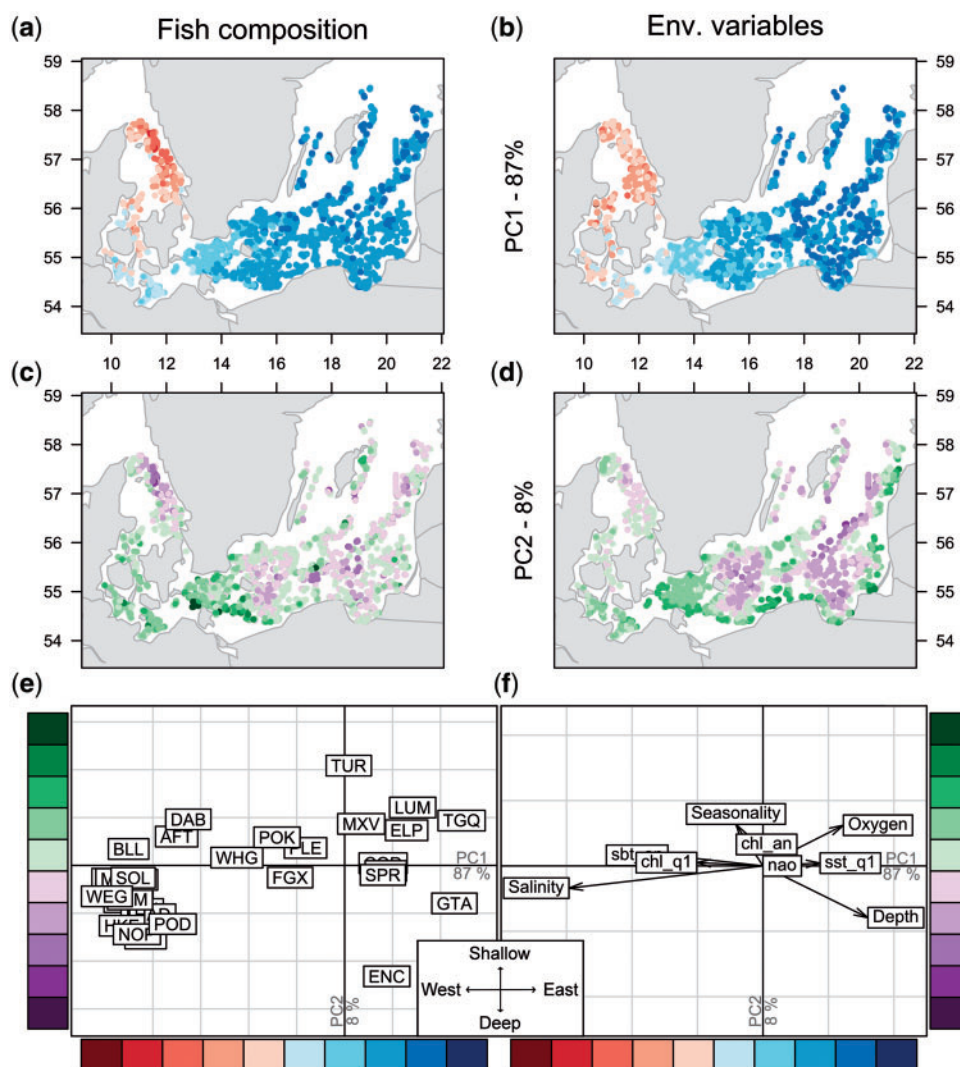 (a) Fish composition
(b) Env. variables
59
58
57
56
55
54
PC1 - 87%
59
58
57
56
55
54
10 12 14 16 18 20 22
10 12 14 16 18 20 22
(c)
(d)
59
58
57
56
55
54
PC2 - 8%
59
58
57
56
55
54
(e)
(f)
TUR
LUM
TGQ
MXV
ELP
DAB
AFT
POK
BLL
WHG
FGX
SPR
SOL
WEG
GTA
POD
ENC
PC1
87 %
PC2
8 %
Shallow
West East
Deep
Seasonality
Oxygen
chl_an
chl_q1
nao
sst_q1
Salinity
Depth
PC1
87 %
PC2
8 %